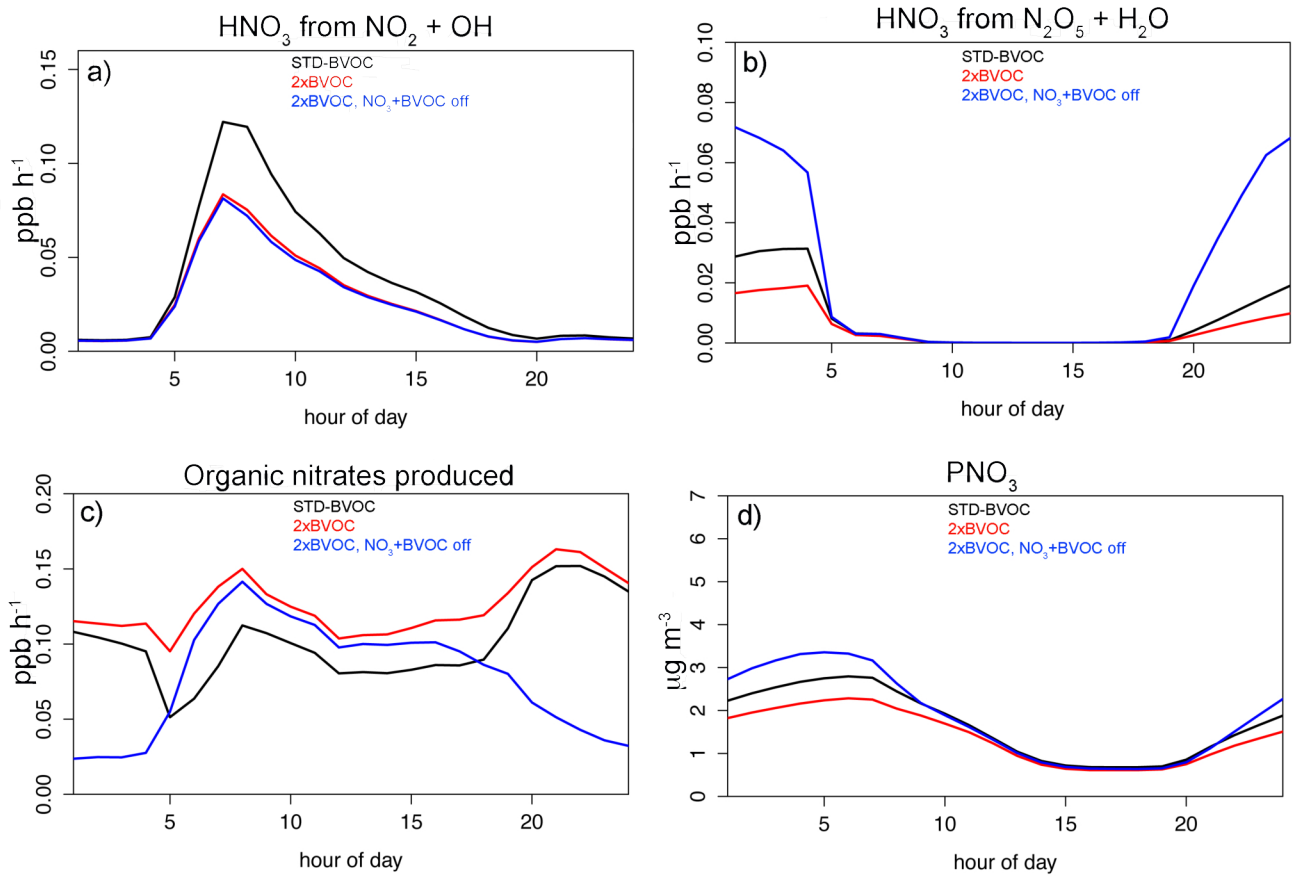 HNO₃ from NO₂ + OH
a)
STD-BVOC
2xBVOC
2xBVOC, NO₃+BVOC off
ppb h⁻¹
0.15
0.10
0.05
0.00
5 10 15 20
hour of day
HNO₃ from N₂O₅ + H₂O
b)
STD-BVOC
2xBVOC
2xBVOC, NO₃+BVOC off
ppb h⁻¹
0.10
0.08
0.06
0.04
0.02
0.00
5 10 15 20
hour of day
Organic nitrates produced
c)
STD-BVOC
2xBVOC
2xBVOC, NO₃+BVOC off
ppb h⁻¹
0.20
0.15
0.10
0.05
0.00
5 10 15 20
hour of day
PNO₃
d)
STD-BVOC
2xBVOC
2xBVOC, NO₃+BVOC off
μg m⁻³
7
6
5
4
3
2
1
0
5 10 15 20
hour of day